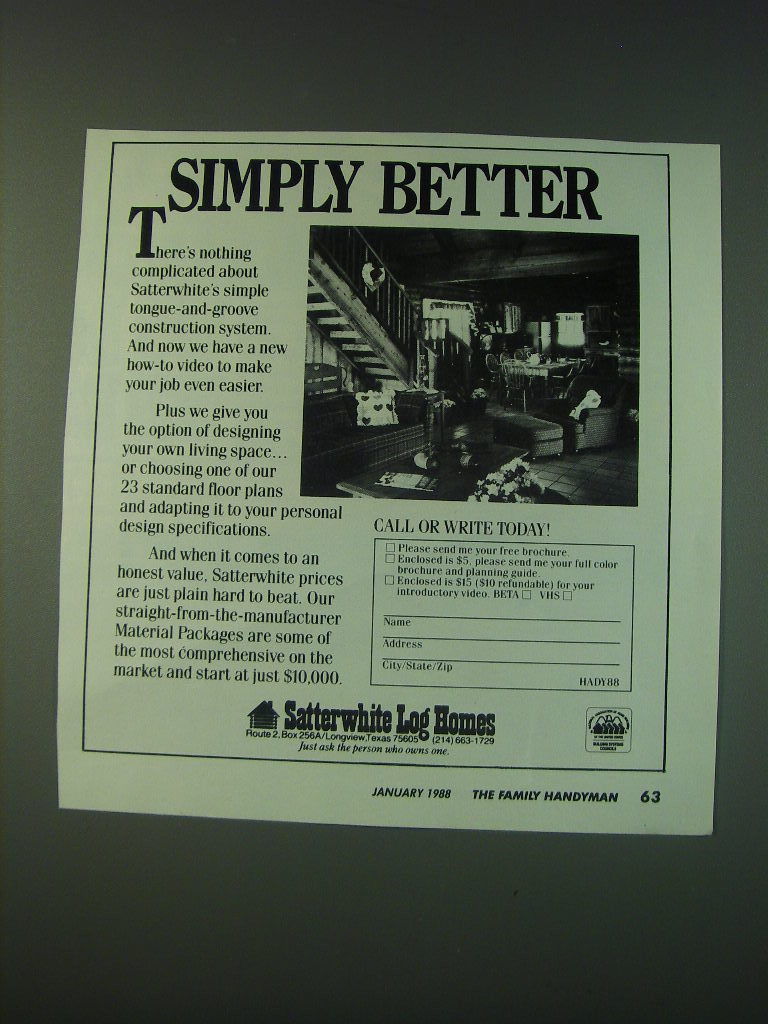 SIMPLY BETTER
There's nothing
complicated about
Satterwhite's simple
tongue-and-groove
construction system.
And now we have a new
how-to video to make
your job even easier.
Plus we give you
the option of designing
your own living space...
or choosing one of our
23 standard floor plans
and adapting it to your personal
design specifications.
And when it comes to an
honest value, Satterwhite prices
are just plain hard to beat. Our
straight-from-the-manufacturer
Material Packages are some of
the most comprehensive on the
market and start at just $10,000.
CALL OR WRITE TODAY!
☐ Please send me your free brochure.
☐ Enclosed is $5, please send me your full color
brochure and planning guide.
☐ Enclosed is $15 ($10 refundable) for your
introductory video. BETA ☐ VHS ☐
Name
Address
City/State/Zip
HADY88
Satterwhite Log Homes
Route 2, Box 256A/Longview, Texas 75605 (214) 663-1729
Just ask the person who owns one.
OF THE UNITED STATES
BUILDING SYSTEMS
COUNCILS
JANUARY 1988 THE FAMILY HANDYMAN 63